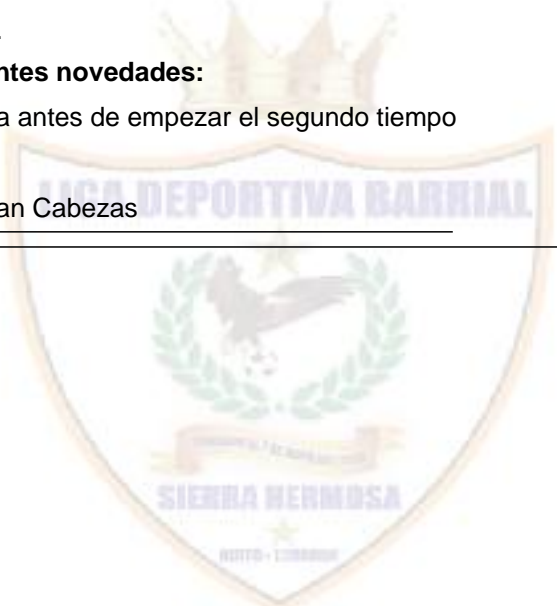 ntes novedades:
a antes de empezar el segundo tiempo
LIGA DEPORTIVA BARRIAL
an Cabezas
SIERRA HERMOSA